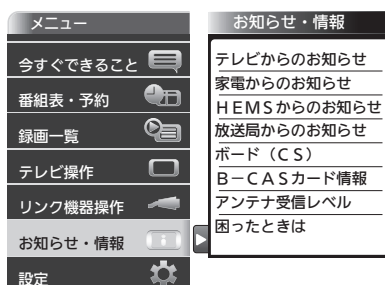 メニュー
今すぐできること
番組表・予約
録画一覧
テレビ操作
リンク機器操作
お知らせ・情報
設定
お知らせ・情報
テレビからのお知らせ
家電からのお知らせ
ＨＥＭＳからのお知らせ
放送局からのお知らせ
ボード（ＣＳ）
Ｂ－ＣＡＳカード情報
アンテナ受信レベル
困ったときは